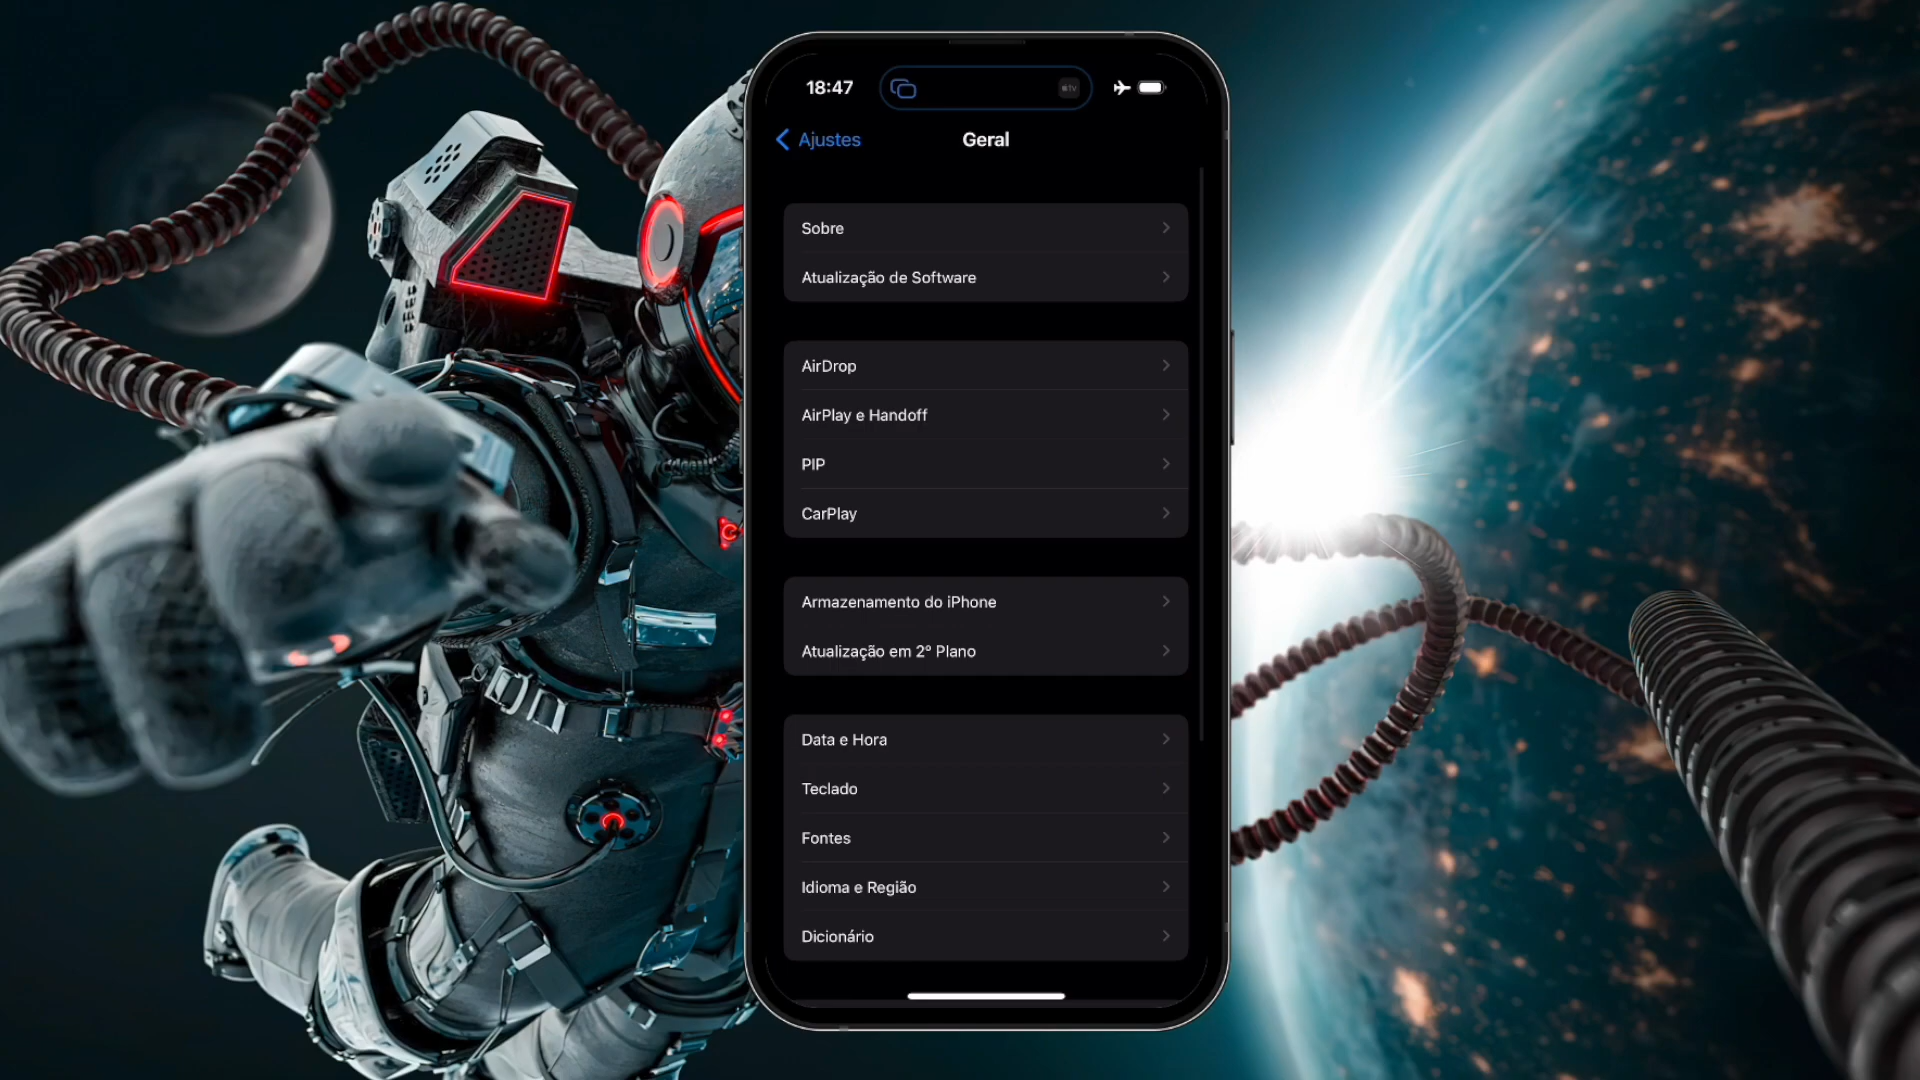 18:47
tv
Ajustes
Geral
Sobre
Atualização de Software
AirDrop
AirPlay e Handoff
PIP
CarPlay
Armazenamento do iPhone
Atualização em 2º Plano
Data e Hora
Teclado
Fontes
Idioma e Região
Dicionário